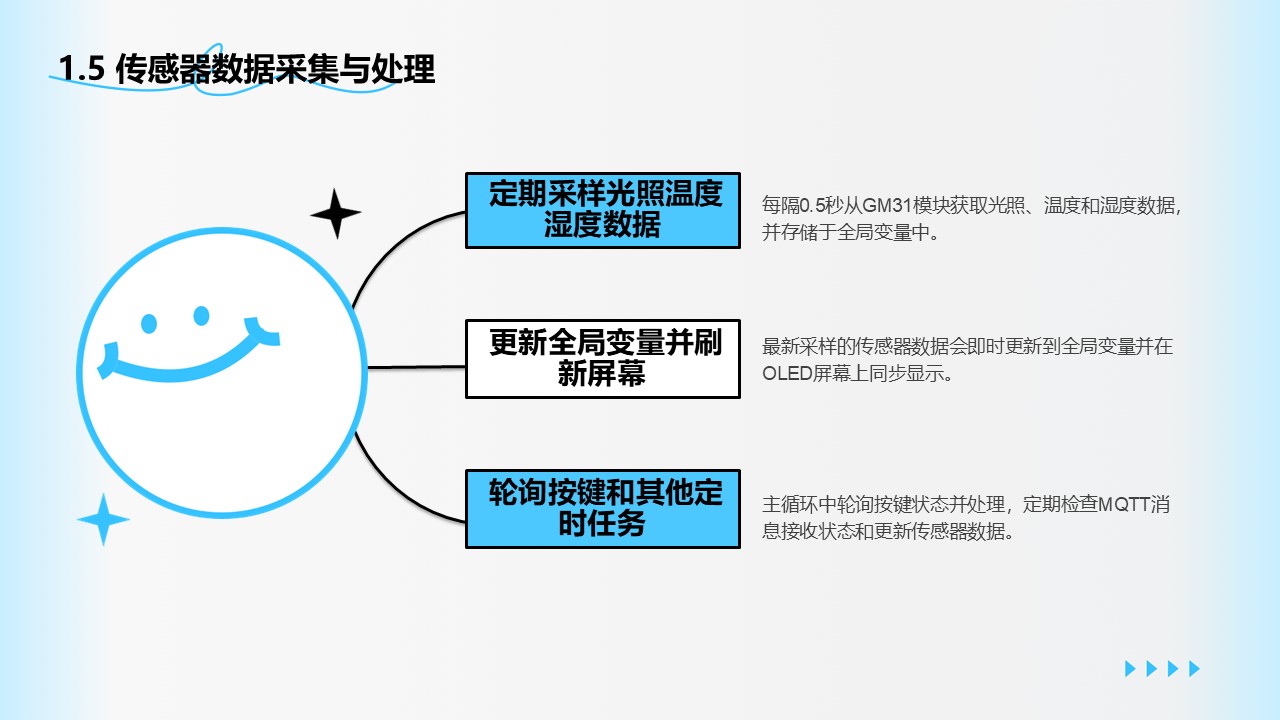 1.5 传感器数据采集与处理
定期采样光照温度
湿度数据
每隔0.5秒从GM31模块获取光照、温度和湿度数据，
并存储于全局变量中。
更新全局变量并刷
新屏幕
最新采样的传感器数据会即时更新到全局变量并在
OLED屏幕上同步显示。
轮询按键和其他定
时任务
主循环中轮询按键状态并处理，定期检查MQTT消
息接收状态和更新传感器数据。